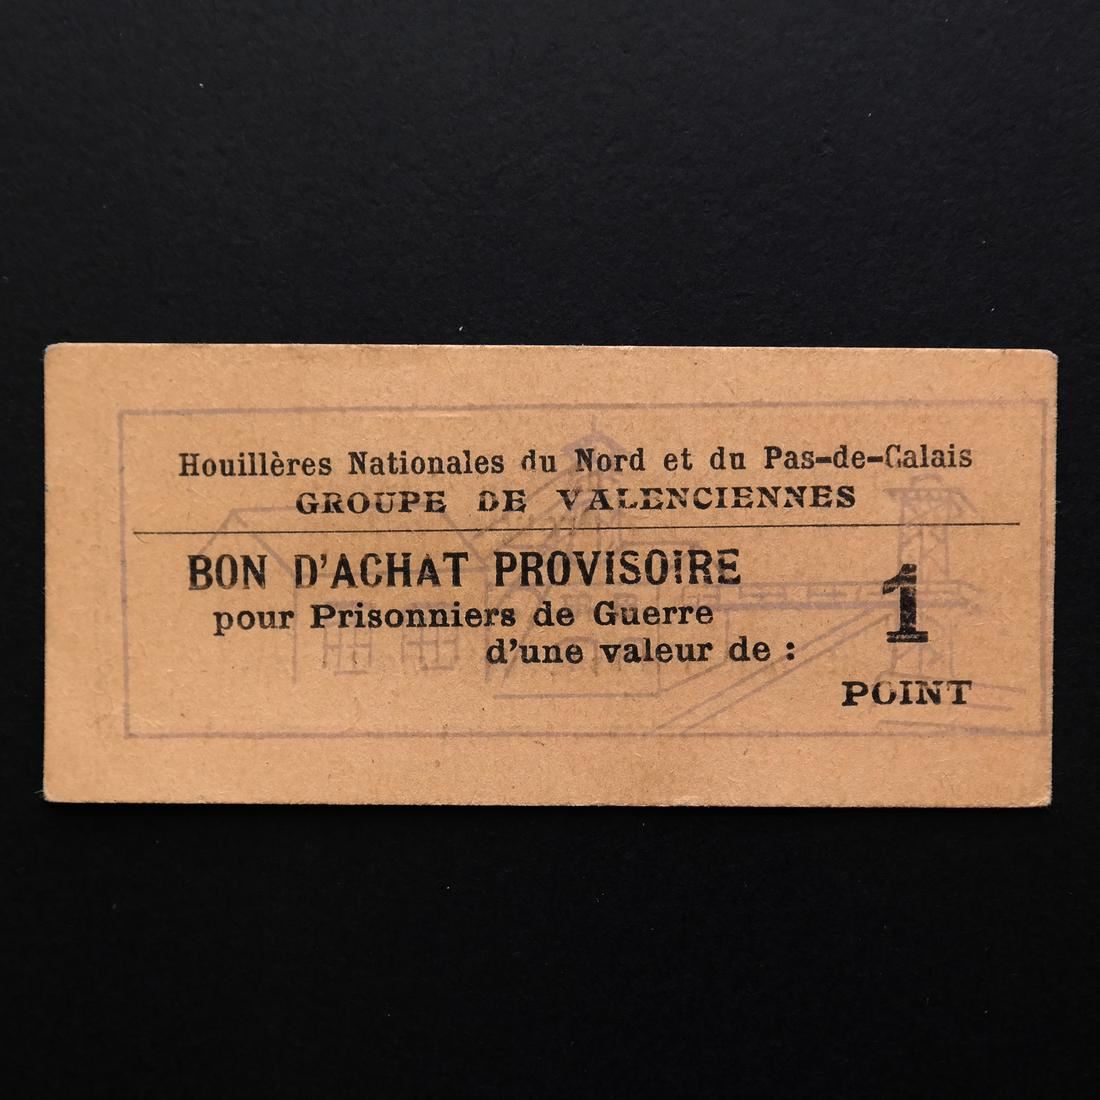 Houillères Nationales du Nord et du Pas-de-Calais
GROUPE DE VALENCIENNES
BON D'ACHAT PROVISOIRE
pour Prisonniers de Guerre
d'une valeur de :
1
POINT